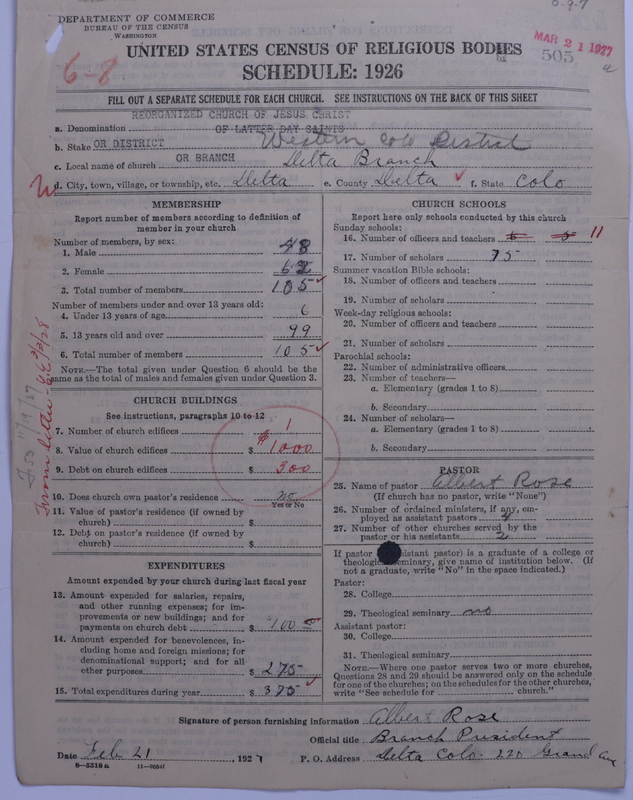 DEPARTMENT OF COMMERCE
BUREAU OF THE CENSUS
WASHINGTON
UNITED STATES CENSUS OF RELIGIOUS BODIES
SCHEDULE: 1926
MAR 21 1927
505
6-8
FILL OUT A SEPARATE SCHEDULE FOR EACH CHURCH. SEE INSTRUCTIONS ON THE BACK OF THIS SHEET
REORGANIZED CHURCH OF JESUS CHRIST
a. Denomination OF LATTER DAY SAINTS
b. Stake OR DISTRICT Western Colo District
c. Local name of church OR BRANCH Delta Branch
d. City, town, village, or township, etc. Delta e. County Delta f. State Colo
MEMBERSHIP
Report number of members according to definition of
member in your church
Number of members, by sex:
1. Male 43
2. Female 62
3. Total number of members 105
Number of members under and over 13 years old:
4. Under 13 years of age 6
5. 13 years old and over 99
6. Total number of members 105
NOTE.—The total given under Question 6 should be the
same as the total of males and females given under Question 3.
CHURCH BUILDINGS
See instructions, paragraphs 10 to 12
7. Number of church edifices 1
8. Value of church edifices $ 1000
9. Debt on church edifices $ 300
10. Does church own pastor's residence no
Yes or No
11. Value of pastor's residence (if owned by
church) $
12. Debt on pastor's residence (if owned by
church) $
EXPENDITURES
Amount expended by your church during last fiscal year
13. Amount expended for salaries, repairs,
and other running expenses; for im-
provements or new buildings; and for
payments on church debt $ 100
14. Amount expended for benevolences, in-
cluding home and foreign missions; for
denominational support; and for all
other purposes $ 275
15. Total expenditures during year $ 375
CHURCH SCHOOLS
Report here only schools conducted by this church
Sunday schools:
16. Number of officers and teachers 11
17. Number of scholars 75
Summer vacation Bible schools:
18. Number of officers and teachers
19. Number of scholars
Week-day religious schools:
20. Number of officers and teachers
21. Number of scholars
Parochial schools:
22. Number of administrative officers
23. Number of teachers—
a. Elementary (grades 1 to 8)
b. Secondary
24. Number of scholars—
a. Elementary (grades 1 to 8)
b. Secondary
PASTOR
25. Name of pastor Albert Rose
(If church has no pastor, write "None")
26. Number of ordained ministers, if any, em-
ployed as assistant pastors 4
27. Number of other churches served by the
pastor or his assistants 2
If pastor (or assistant pastor) is a graduate of a college or
theological seminary, give name of institution below. (If
not a graduate, write "No" in the space indicated.)
Pastor:
28. College
29. Theological seminary no
Assistant pastor:
30. College
31. Theological seminary
NOTE.—Where one pastor serves two or more churches,
Questions 28 and 29 should be answered only on the schedule
for one of the churches; on the schedules for the other churches,
write "See schedule for church."
Signature of person furnishing information Albert Rose
Official title Branch President
Date Feb 21, 1927 P. O. Address Delta Colo. 220 Grand Av
8—5318a 11—9054f